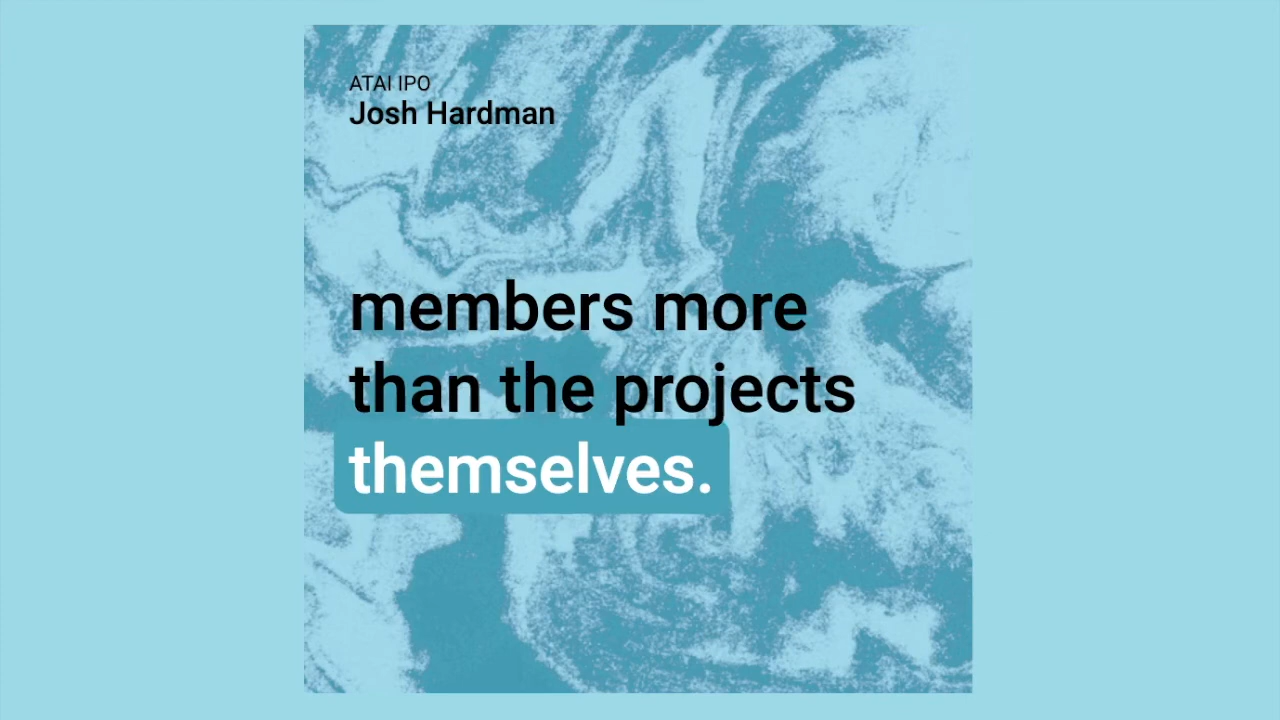 ATAI IPO
Josh Hardman
members more
than the projects
themselves.